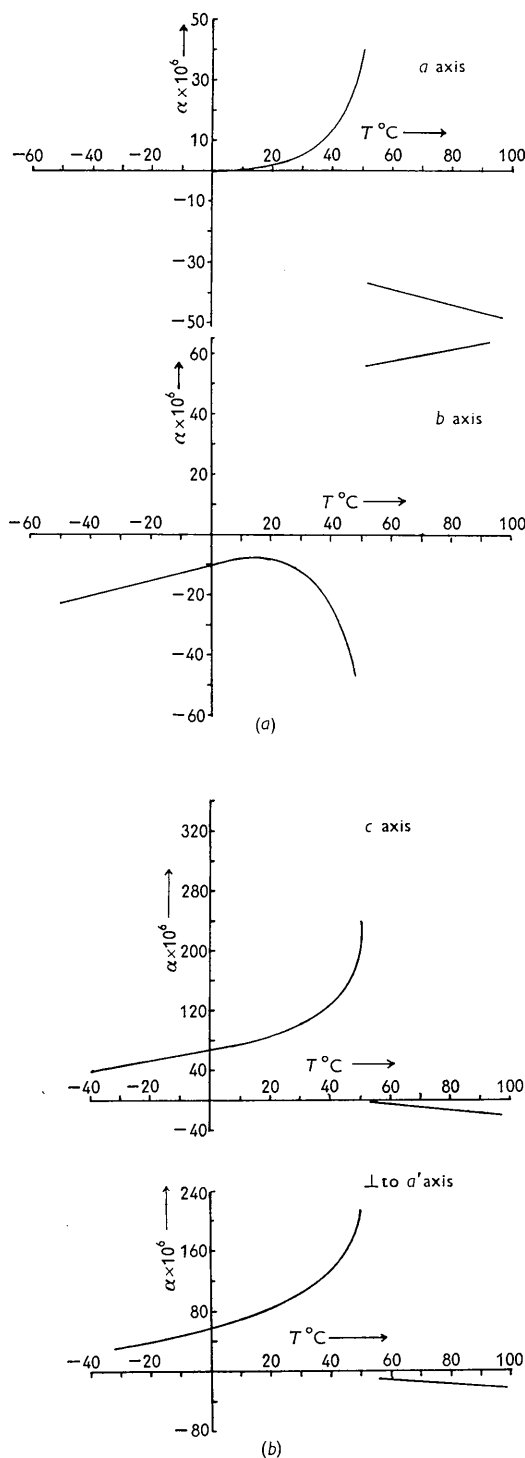 50
α×10⁶
a axis
30
T °C
10
−60 −40 −20 20 40 60 80 100
−10
−30
−50
60
α×10⁶
b axis
40
20
T °C
−60 −40 −20 20 40 60 80 100
−20
−40
−60
(a)
320
c axis
280
α×10⁶
200
120
T °C
40
−40 −20 20 40 60 80 100
−40
⊥ to a′ axis
240
α×10⁶
160
80
T °C
−40 −20 20 40 60 80 100
−80
(b)